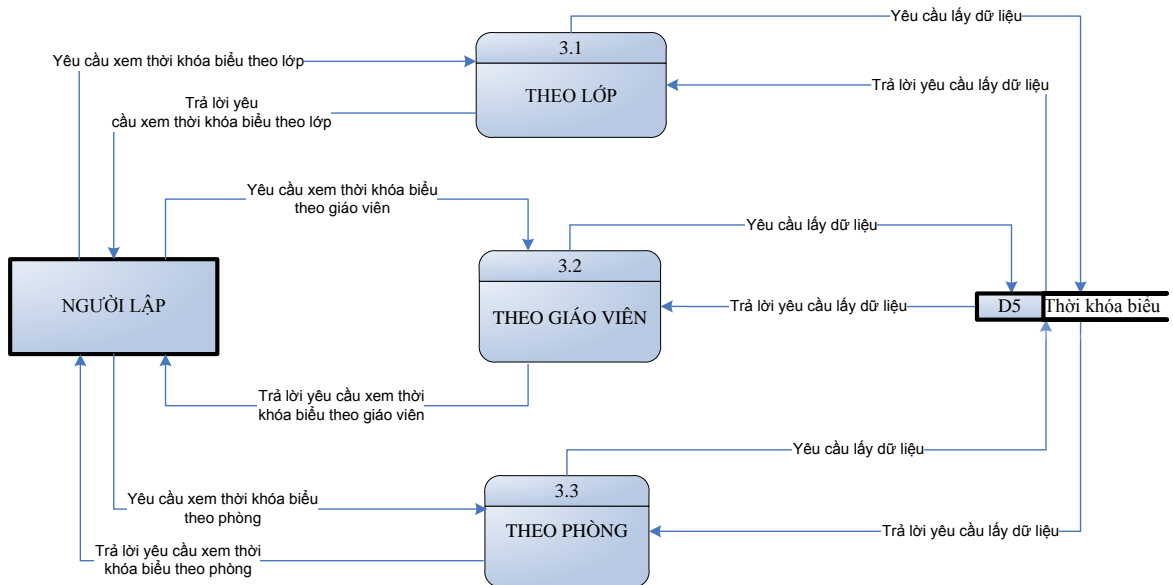 Yêu cầu lấy dữ liệu
3.1
Yêu cầu xem thời khóa biểu theo lớp
THEO LỚP
Trả lời yêu cầu lấy dữ liệu
Trả lời yêu
cầu xem thời khóa biểu theo lớp
Yêu cầu xem thời khóa biểu
theo giáo viên
Yêu cầu lấy dữ liệu
3.2
NGƯỜI LẬP
THEO GIÁO VIÊN
Trả lời yêu cầu lấy dữ liệu
D5
Thời khóa biêu
Trả lời yêu cầu xem thời
khóa biểu theo giáo viên
Yêu cầu lấy dữ liệu
3.3
Yêu cầu xem thời khóa biểu
theo phòng
THEO PHÒNG
Trả lời yêu cầu lấy dữ liệu
Trả lời yêu cầu xem thời
khóa biểu theo phòng